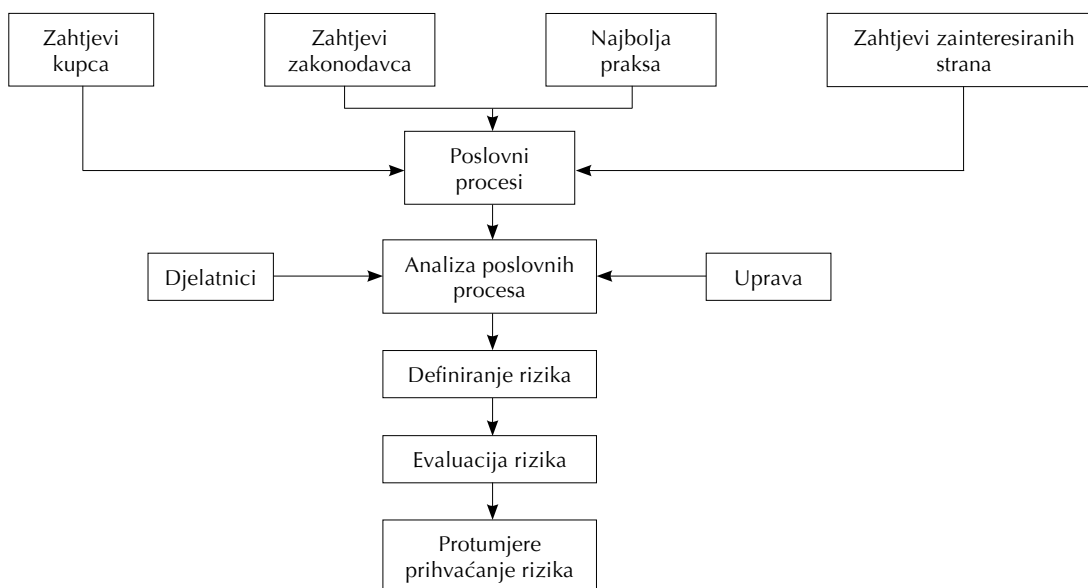 Zahtjevi
kupca
Zahtjevi
zakonodavca
Najbolja
praksa
Zahtjevi zainteresiranih
strana
Poslovni
procesi
Djelatnici
Analiza poslovnih
procesa
Uprava
Definiranje rizika
Evaluacija rizika
Protumjere
prihvaćanje rizika